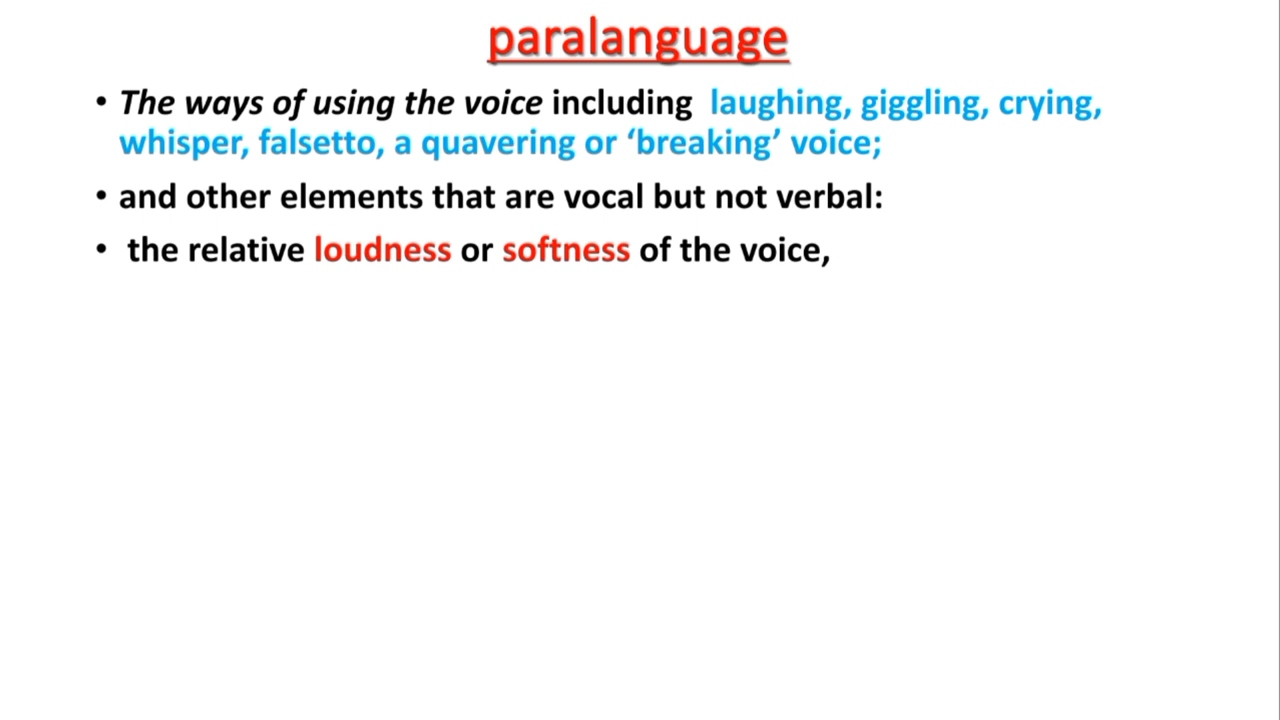 paralanguage
• The ways of using the voice including laughing, giggling, crying,
whisper, falsetto, a quavering or ‘breaking’ voice;
• and other elements that are vocal but not verbal:
• the relative loudness or softness of the voice,